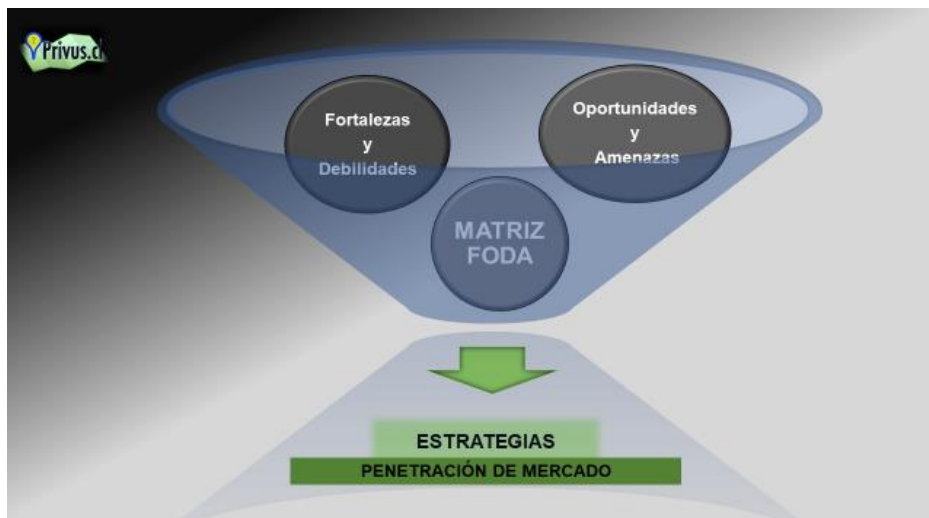 Privus.cl
Fortalezas
y
Debilidades
Oportunidades
y
Amenazas
MATRIZ
FODA
ESTRATEGIAS
PENETRACIÓN DE MERCADO